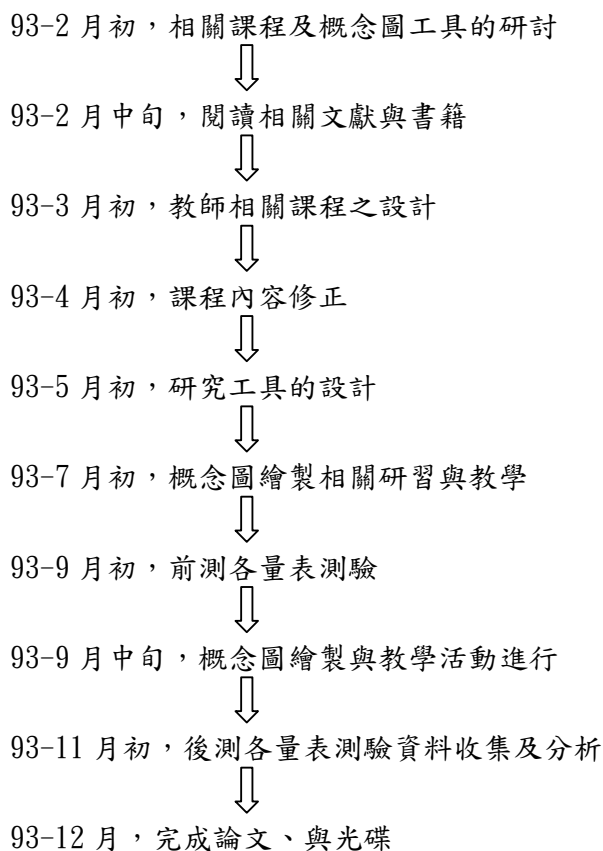 93-2 月初，相關課程及概念圖工具的研討
93-2 月中旬，閱讀相關文獻與書籍
93-3 月初，教師相關課程之設計
93-4 月初，課程內容修正
93-5 月初，研究工具的設計
93-7 月初，概念圖繪製相關研習與教學
93-9 月初，前測各量表測驗
93-9 月中旬，概念圖繪製與教學活動進行
93-11 月初，後測各量表測驗資料收集及分析
93-12 月，完成論文、與光碟